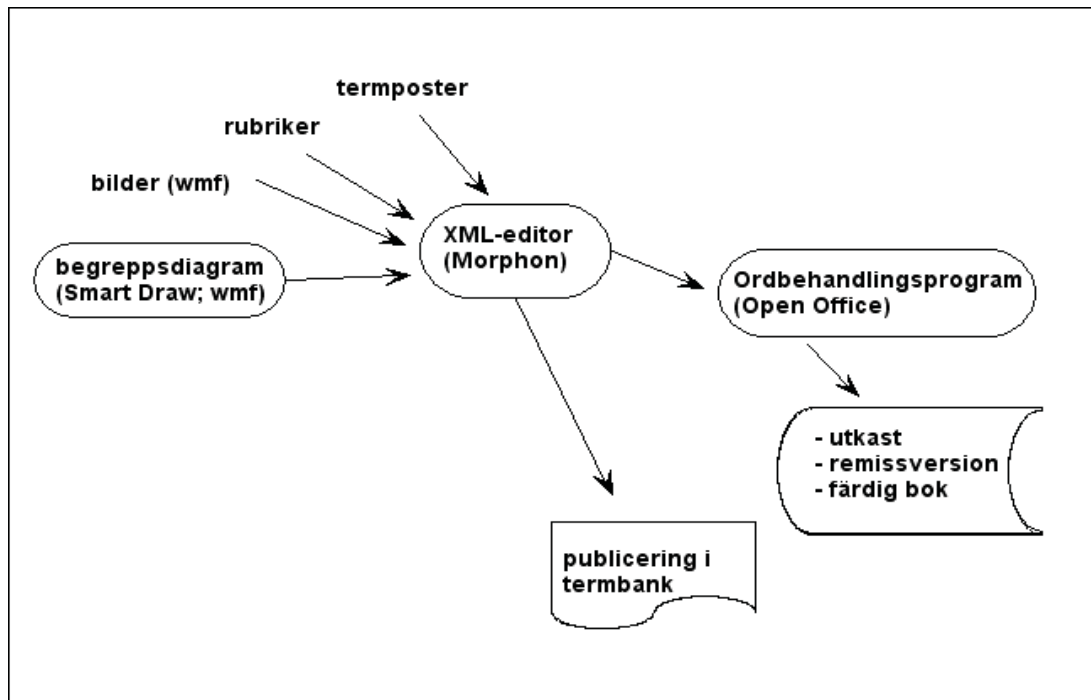 termposter
rubriker
bilder (wmf)
begreppsdiagram
(Smart Draw; wmf)
XML-editor
(Morphon)
Ordbehandlingsprogram
(Open Office)
- utkast
- remissversion
- färdig bok
publicering i
termbank